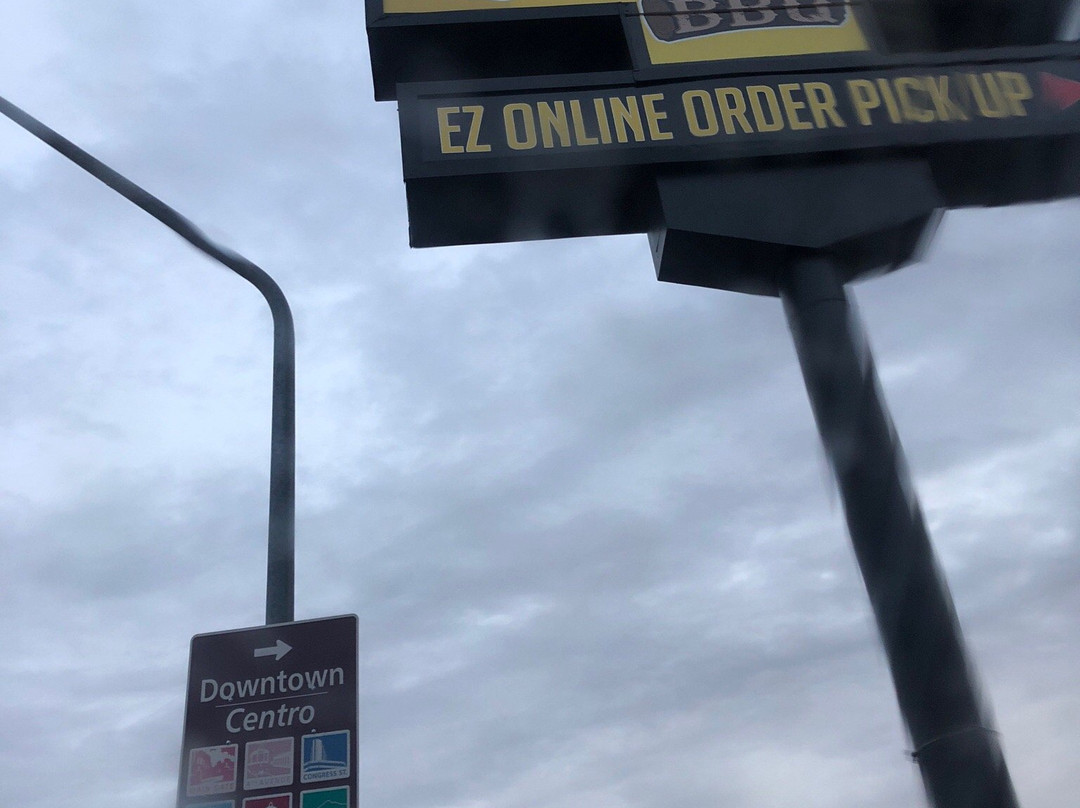 BBQ
EZ ONLINE ORDER PICK UP
Downtown
Centro
CONGRESS ST.